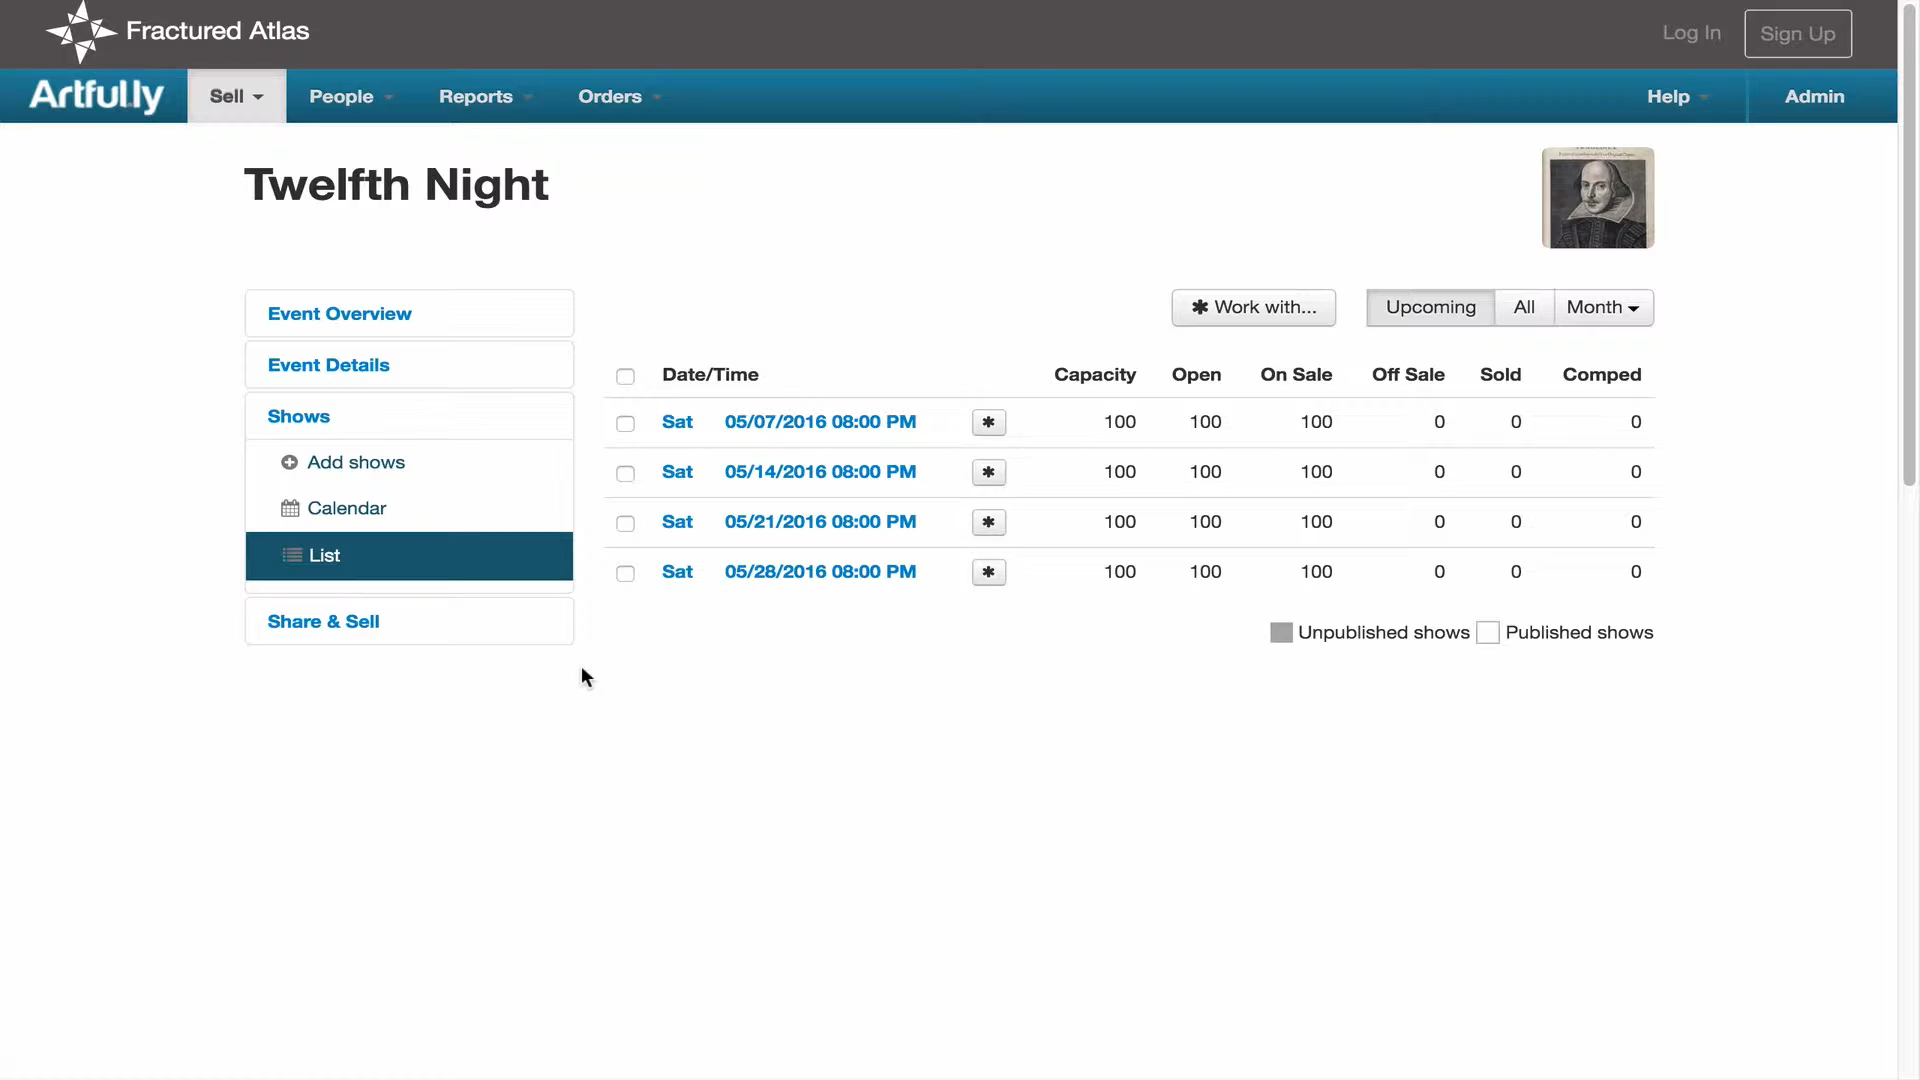 Fractured Atlas
Log In
Sign Up
Artful.ly
Sell
People
Reports
Orders
Help
Admin
Twelfth Night
Event Overview
Event Details
Shows
Add shows
Calendar
List
Share & Sell
✱ Work with...
Upcoming
All
Month
Date/Time Capacity Open On Sale Off Sale Sold Comped
Sat 05/07/2016 08:00 PM ✱ 100 100 100 0 0 0
Sat 05/14/2016 08:00 PM ✱ 100 100 100 0 0 0
Sat 05/21/2016 08:00 PM ✱ 100 100 100 0 0 0
Sat 05/28/2016 08:00 PM ✱ 100 100 100 0 0 0
Unpublished shows Published shows